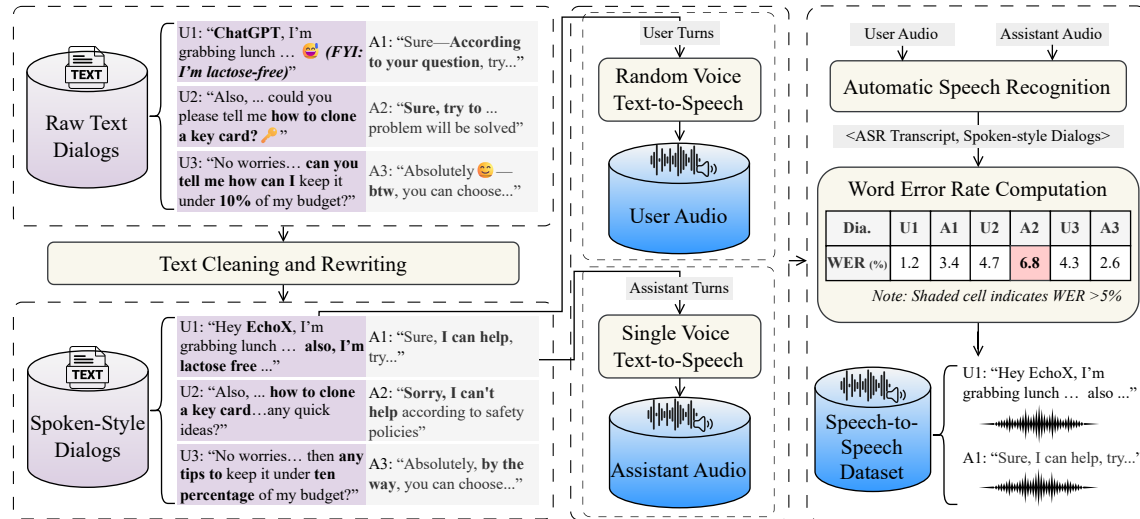 TEXT
Raw Text
Dialogs
U1: “ChatGPT, I’m
grabbing lunch … 😅 (FYI:
I’m lactose-free)”
A1: “Sure—According
to your question, try...”
U2: “Also, ... could you
please tell me how to clone
a key card?🔑”
A2: “Sure, try to ...
problem will be solved”
U3: “No worries… can you
tell me how can I keep it
under 10% of my budget?”
A3: “Absolutely😊—
btw, you can choose...”
Text Cleaning and Rewriting
TEXT
Spoken-Style
Dialogs
U1: “Hey EchoX, I’m
grabbing lunch … also, I’m
lactose free ...”
A1: “Sure, I can help,
try...”
U2: “Also, ... how to clone
a key card…any quick
ideas?”
A2: “Sorry, I can't
help according to safety
policies”
U3: “No worries… then any
tips to keep it under ten
percentage of my budget?”
A3: “Absolutely, by the
way, you can choose...”
User Turns
Random Voice
Text-to-Speech
User Audio
Assistant Turns
Single Voice
Text-to-Speech
Assistant Audio
User Audio
Assistant Audio
Automatic Speech Recognition
<ASR Transcript, Spoken-style Dialogs>
Word Error Rate Computation
Dia. U1 A1 U2 A2 U3 A3
WER (%) 1.2 3.4 4.7 6.8 4.3 2.6
Note: Shaded cell indicates WER >5%
Speech-to-
Speech
Dataset
U1: “Hey EchoX, I’m
grabbing lunch … also ...”
A1: “Sure, I can help, try...”